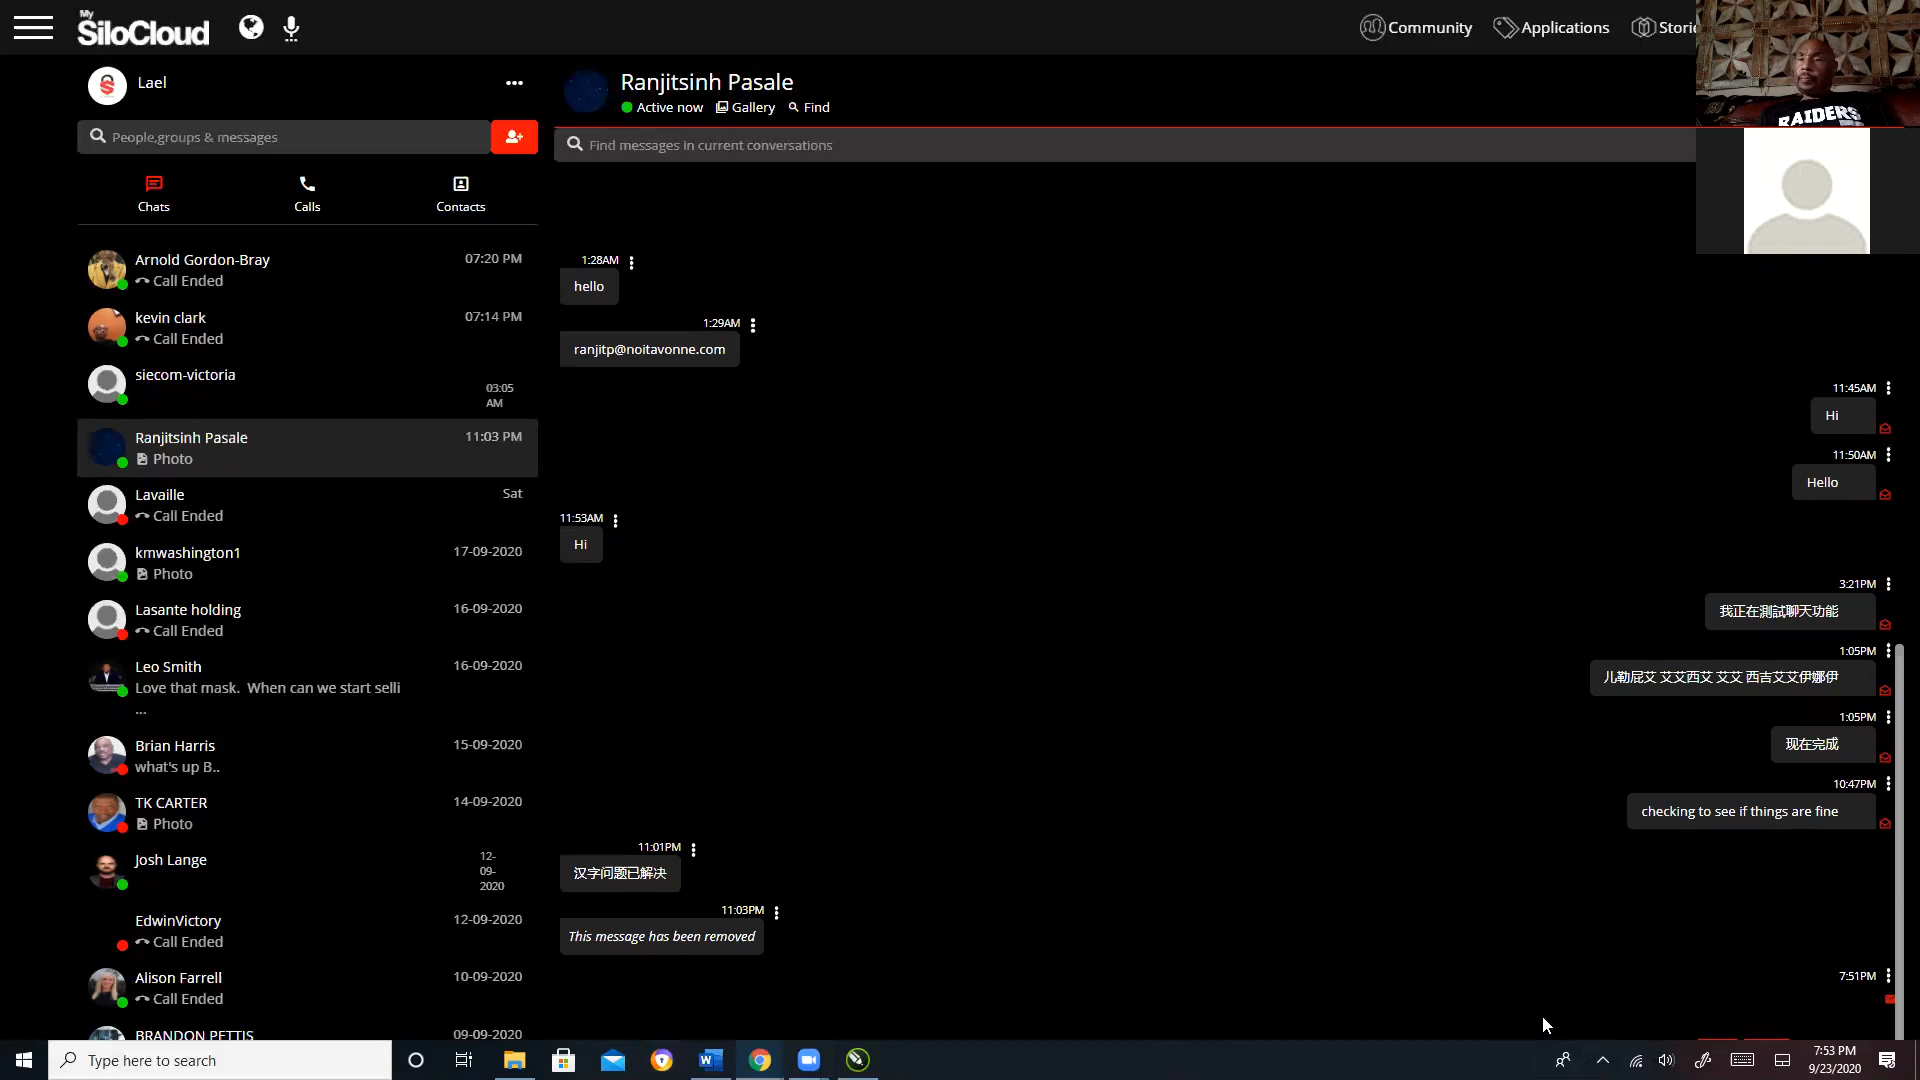 My
SiloCloud
Community
Applications
Lael
People,groups & messages
Chats
Calls
Contacts
Arnold Gordon-Bray
07:20 PM
Call Ended
kevin clark
07:14 PM
Call Ended
siecom-victoria
03:05
AM
Ranjitsinh Pasale
11:03 PM
Photo
Lavaille
Sat
Call Ended
kmwashington1
17-09-2020
Photo
Lasante holding
16-09-2020
Call Ended
Leo Smith
16-09-2020
Love that mask. When can we start selli
...
Brian Harris
15-09-2020
what's up B..
TK CARTER
14-09-2020
Photo
Josh Lange
12-
09-
2020
EdwinVictory
12-09-2020
Call Ended
Alison Farrell
10-09-2020
Call Ended
BRANDON PETTIS
09-09-2020
Ranjitsinh Pasale
Active now
Gallery
Find
Find messages in current conversations
RAIDERS
1:28AM
hello
1:29AM
ranjitp@noitavonne.com
11:45AM
Hi
11:50AM
Hello
11:53AM
Hi
3:21PM
我正在測試聊天功能
1:05PM
儿勒屁艾 艾艾西艾 艾艾 西吉艾艾伊娜伊
1:05PM
现在完成
10:47PM
checking to see if things are fine
11:01PM
汉字问题已解决
11:03PM
This message has been removed
7:51PM
Type here to search
7:53 PM
9/23/2020